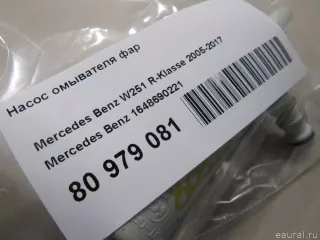 Насос омывателя фар
Mercedes Benz W251 R-Klasse 2005-2017
Mercedes Benz 1648690221
80 979 081
eaural.ru